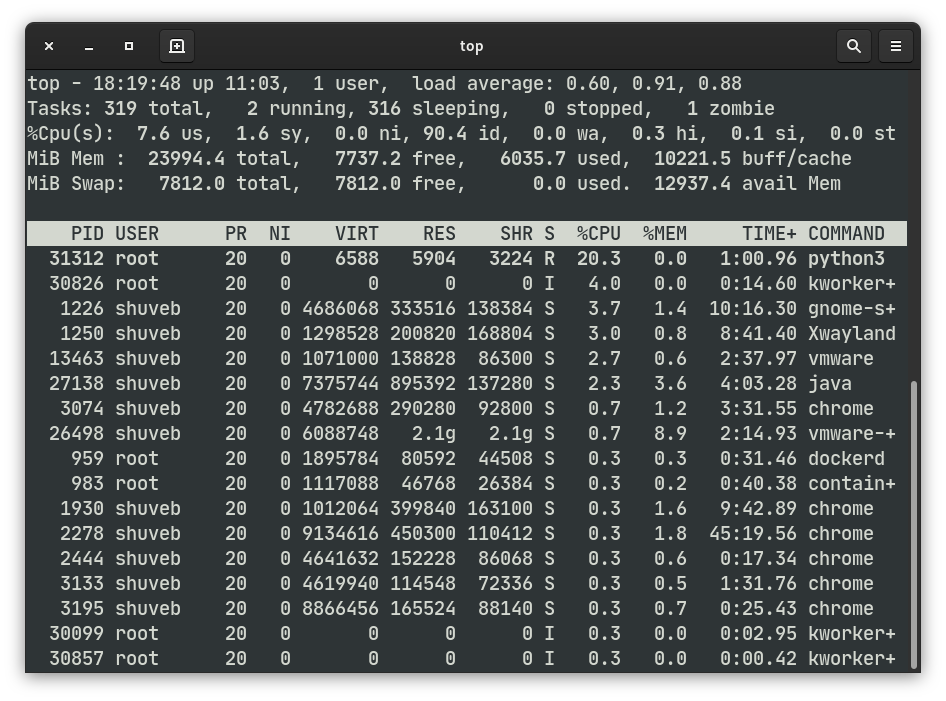 top
top - 18:19:48 up 11:03,  1 user,  load average: 0.60, 0.91, 0.88
Tasks: 319 total,   2 running, 316 sleeping,   0 stopped,   1 zombie
%Cpu(s):  7.6 us,  1.6 sy,  0.0 ni, 90.4 id,  0.0 wa,  0.3 hi,  0.1 si,  0.0 st
MiB Mem :  23994.4 total,   7737.2 free,   6035.7 used,  10221.5 buff/cache
MiB Swap:   7812.0 total,   7812.0 free,      0.0 used.  12937.4 avail Mem
    PID USER      PR  NI    VIRT    RES    SHR S  %CPU  %MEM     TIME+ COMMAND
  31312 root      20   0    6588   5904   3224 R  20.3   0.0   1:00.96 python3
  30826 root      20   0       0      0      0 I   4.0   0.0   0:14.60 kworker+
   1226 shuveb    20   0 4686068 333516 138384 S   3.7   1.4  10:16.30 gnome-s+
   1250 shuveb    20   0 1298528 200820 168804 S   3.0   0.8   8:41.40 Xwayland
  13463 shuveb    20   0 1071000 138828  86300 S   2.7   0.6   2:37.97 vmware
  27138 shuveb    20   0 7375744 895392 137280 S   2.3   3.6   4:03.28 java
   3074 shuveb    20   0 4782688 290280  92800 S   0.7   1.2   3:31.55 chrome
  26498 shuveb    20   0 6088748   2.1g   2.1g S   0.7   8.9   2:14.93 vmware-+
    959 root      20   0 1895784  80592  44508 S   0.3   0.3   0:31.46 dockerd
    983 root      20   0 1117088  46768  26384 S   0.3   0.2   0:40.38 contain+
   1930 shuveb    20   0 1012064 399840 163100 S   0.3   1.6   9:42.89 chrome
   2278 shuveb    20   0 9134616 450300 110412 S   0.3   1.8  45:19.56 chrome
   2444 shuveb    20   0 4641632 152228  86068 S   0.3   0.6   0:17.34 chrome
   3133 shuveb    20   0 4619940 114548  72336 S   0.3   0.5   1:31.76 chrome
   3195 shuveb    20   0 8866456 165524  88140 S   0.3   0.7   0:25.43 chrome
  30099 root      20   0       0      0      0 I   0.3   0.0   0:02.95 kworker+
  30857 root      20   0       0      0      0 I   0.3   0.0   0:00.42 kworker+